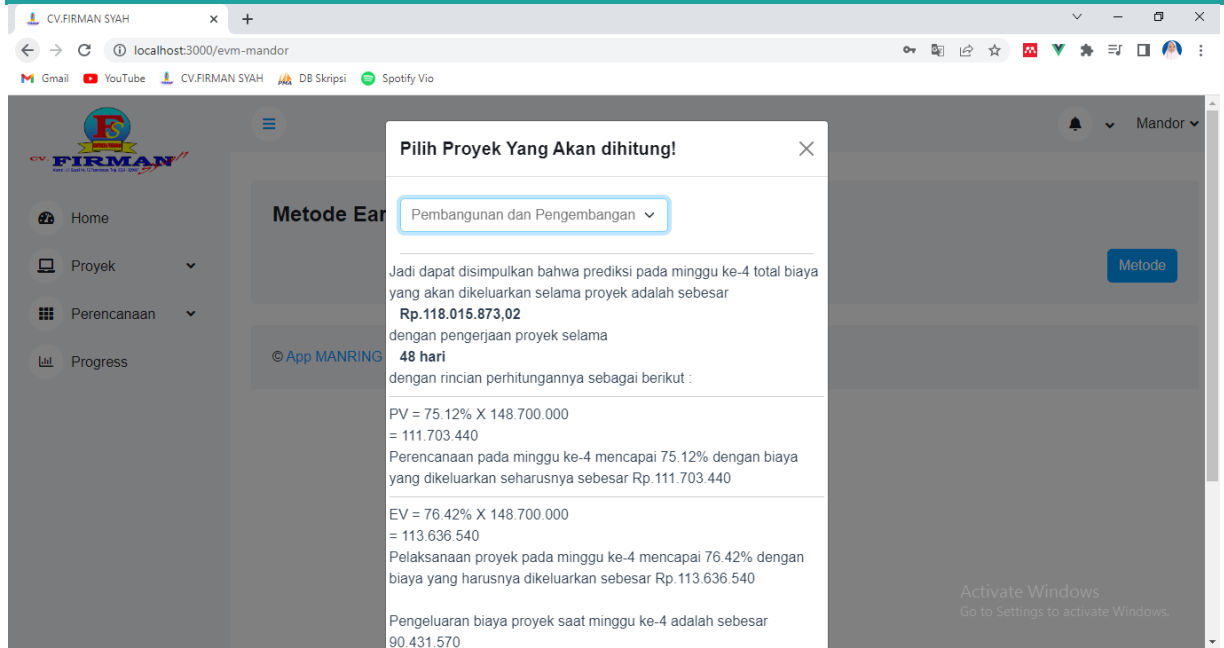 CV.FIRMAN SYAH
localhost:3000/evm-mandor
Gmail
YouTube
CV.FIRMAN SYAH
DB Skripsi
Spotify Vio
FS
CV FIRMAN
Mandor
Home
Proyek
Perencanaan
Progress
Metode Ear
Metode
© App MANRING
Pilih Proyek Yang Akan dihitung!
Pembangunan dan Pengembangan
Jadi dapat disimpulkan bahwa prediksi pada minggu ke-4 total biaya
yang akan dikeluarkan selama proyek adalah sebesar
Rp.118.015.873,02
dengan pengerjaan proyek selama
48 hari
dengan rincian perhitungannya sebagai berikut :
PV = 75.12% X 148.700.000
= 111.703.440
Perencanaan pada minggu ke-4 mencapai 75.12% dengan biaya
yang dikeluarkan seharusnya sebesar Rp.111.703.440
EV = 76.42% X 148.700.000
= 113.636.540
Pelaksanaan proyek pada minggu ke-4 mencapai 76.42% dengan
biaya yang harusnya dikeluarkan sebesar Rp.113.636.540
Pengeluaran biaya proyek saat minggu ke-4 adalah sebesar
90.431.570
Activate Windows
Go to Settings to activate Windows.